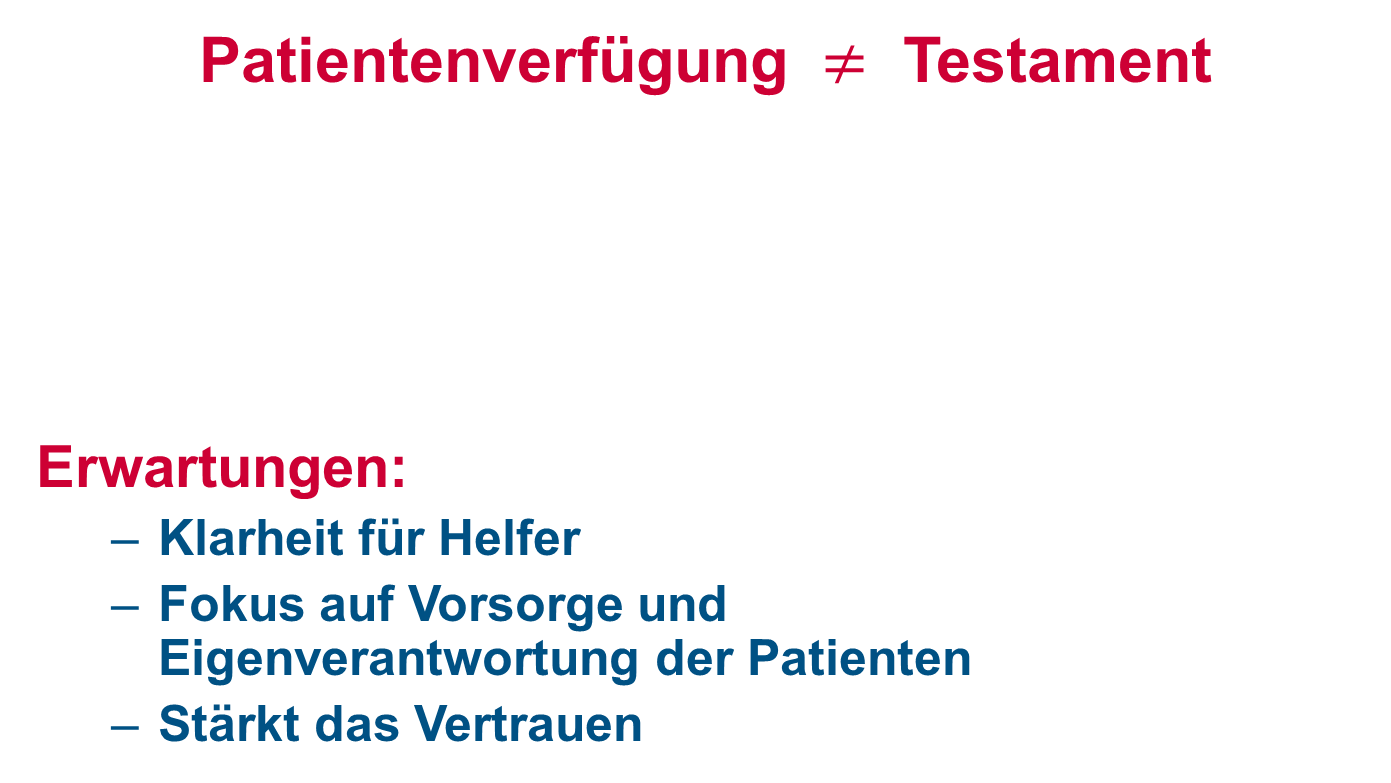 Patientenverfügung ≠ Testament
Erwartungen:
– Klarheit für Helfer
– Fokus auf Vorsorge und
Eigenverantwortung der Patienten
– Stärkt das Vertrauen